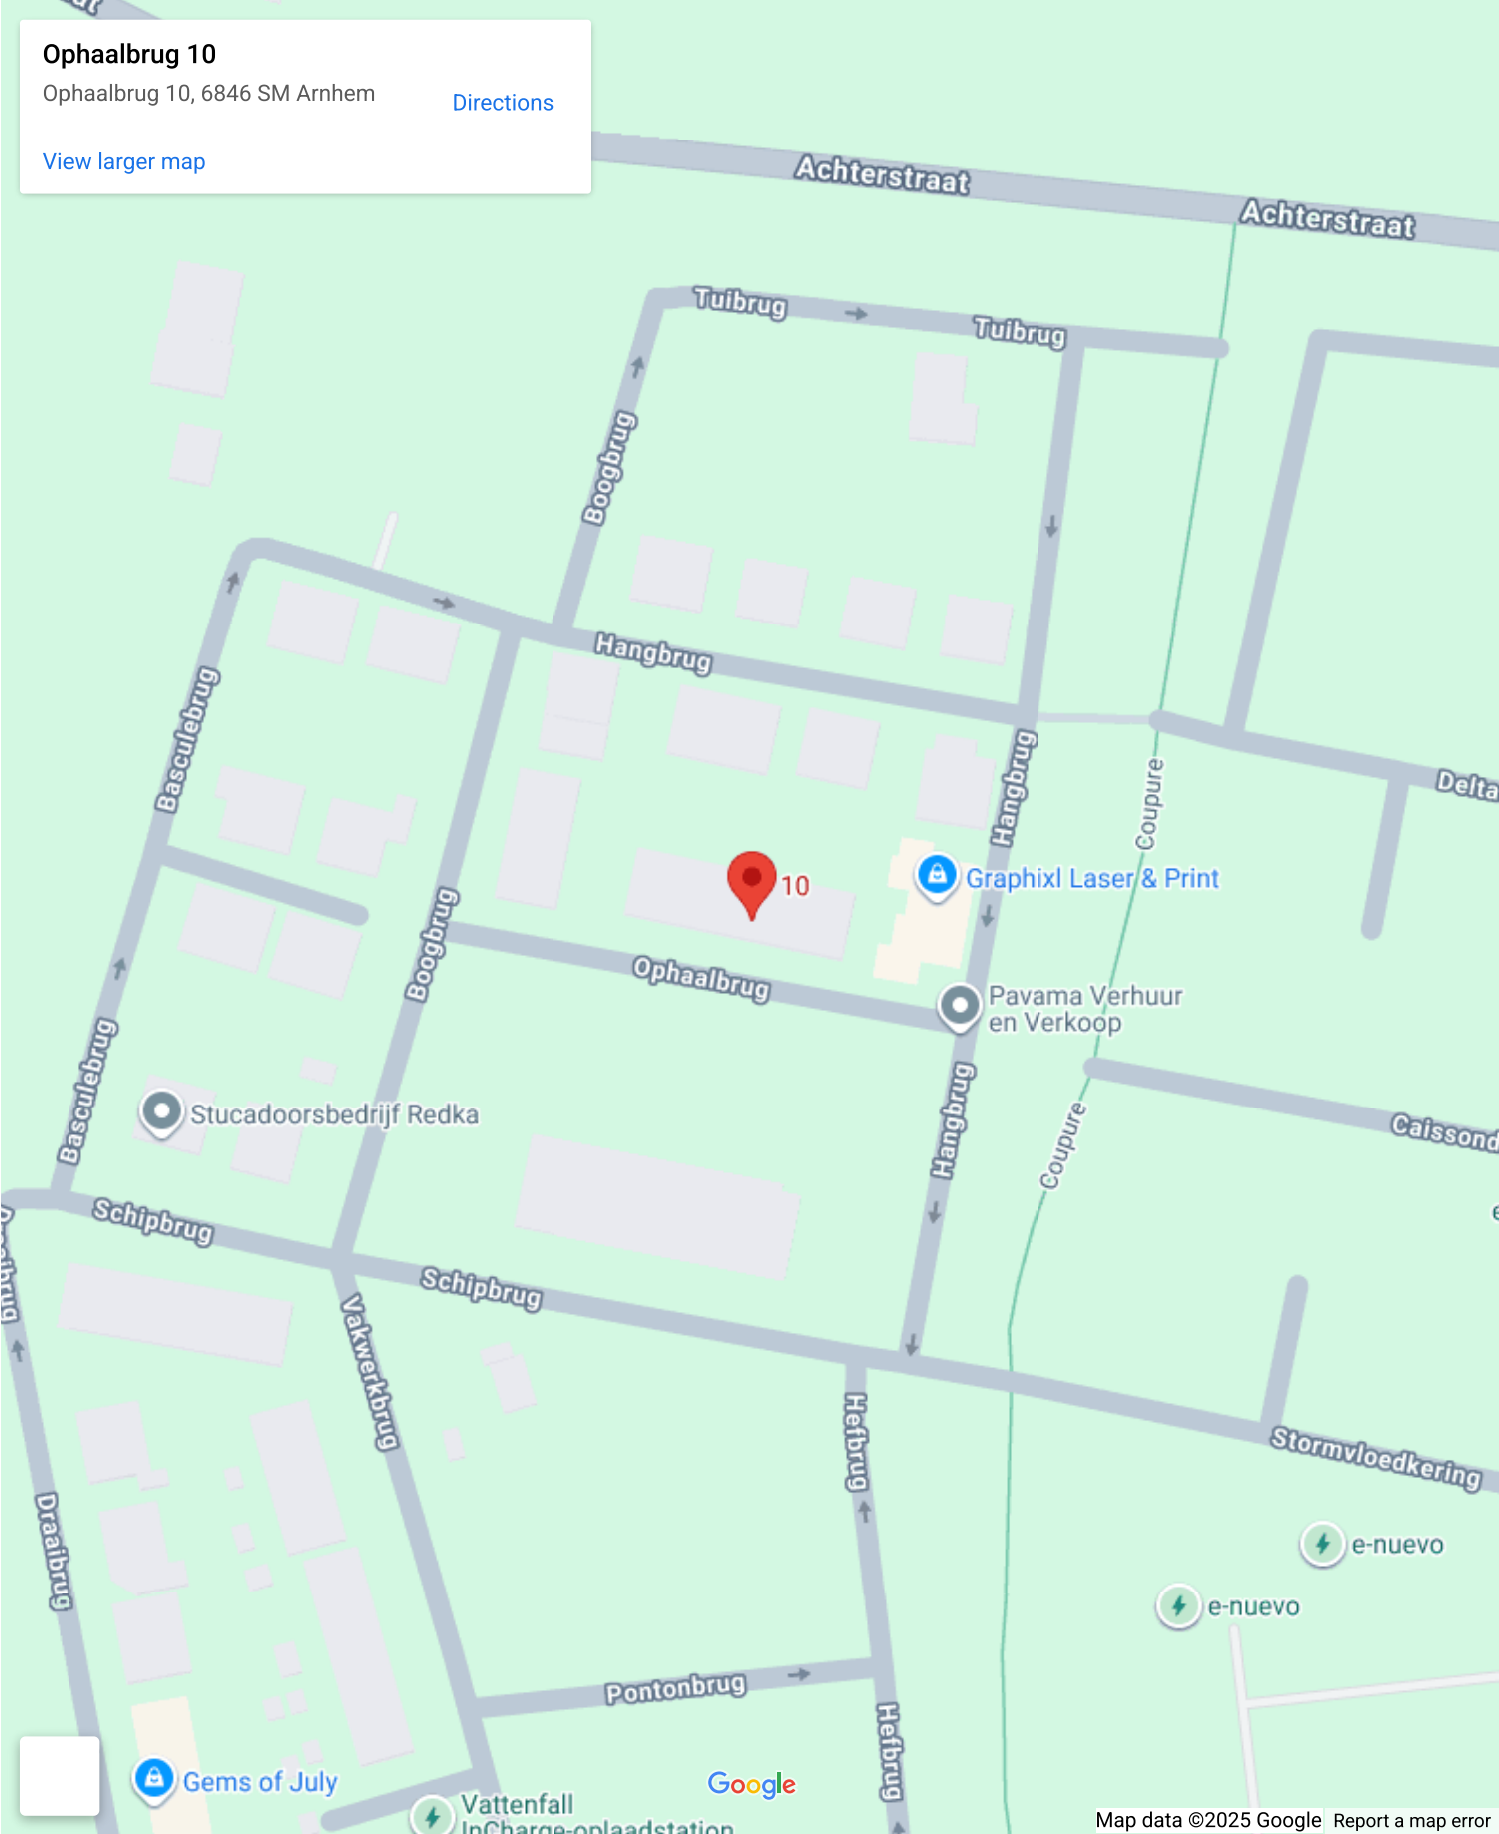 Ophaalbrug 10
Ophaalbrug 10, 6846 SM Arnhem
Directions
View larger map
Achterstraat
Achterstraat
Tuibrug
Tuibrug
Boogbrug
Hangbrug
Basculebrug
Hangbrug
Coupure
Delta
10
Graphixl Laser & Print
Boogbrug
Ophaalbrug
Pavama Verhuur
en Verkoop
Basculebrug
Hangbrug
Stucadoorsbedrijf Redka
Coupure
Caissond
Schipbrug
Schipbrug
Vakwerkbrug
Hefbrug
Stormvloedkering
Draaibrug
e-nuevo
e-nuevo
Pontonbrug
Hefbrug
Gems of July
Google
Vattenfall
InCharge-oplaadstation
Map data ©2025 Google
Report a map error